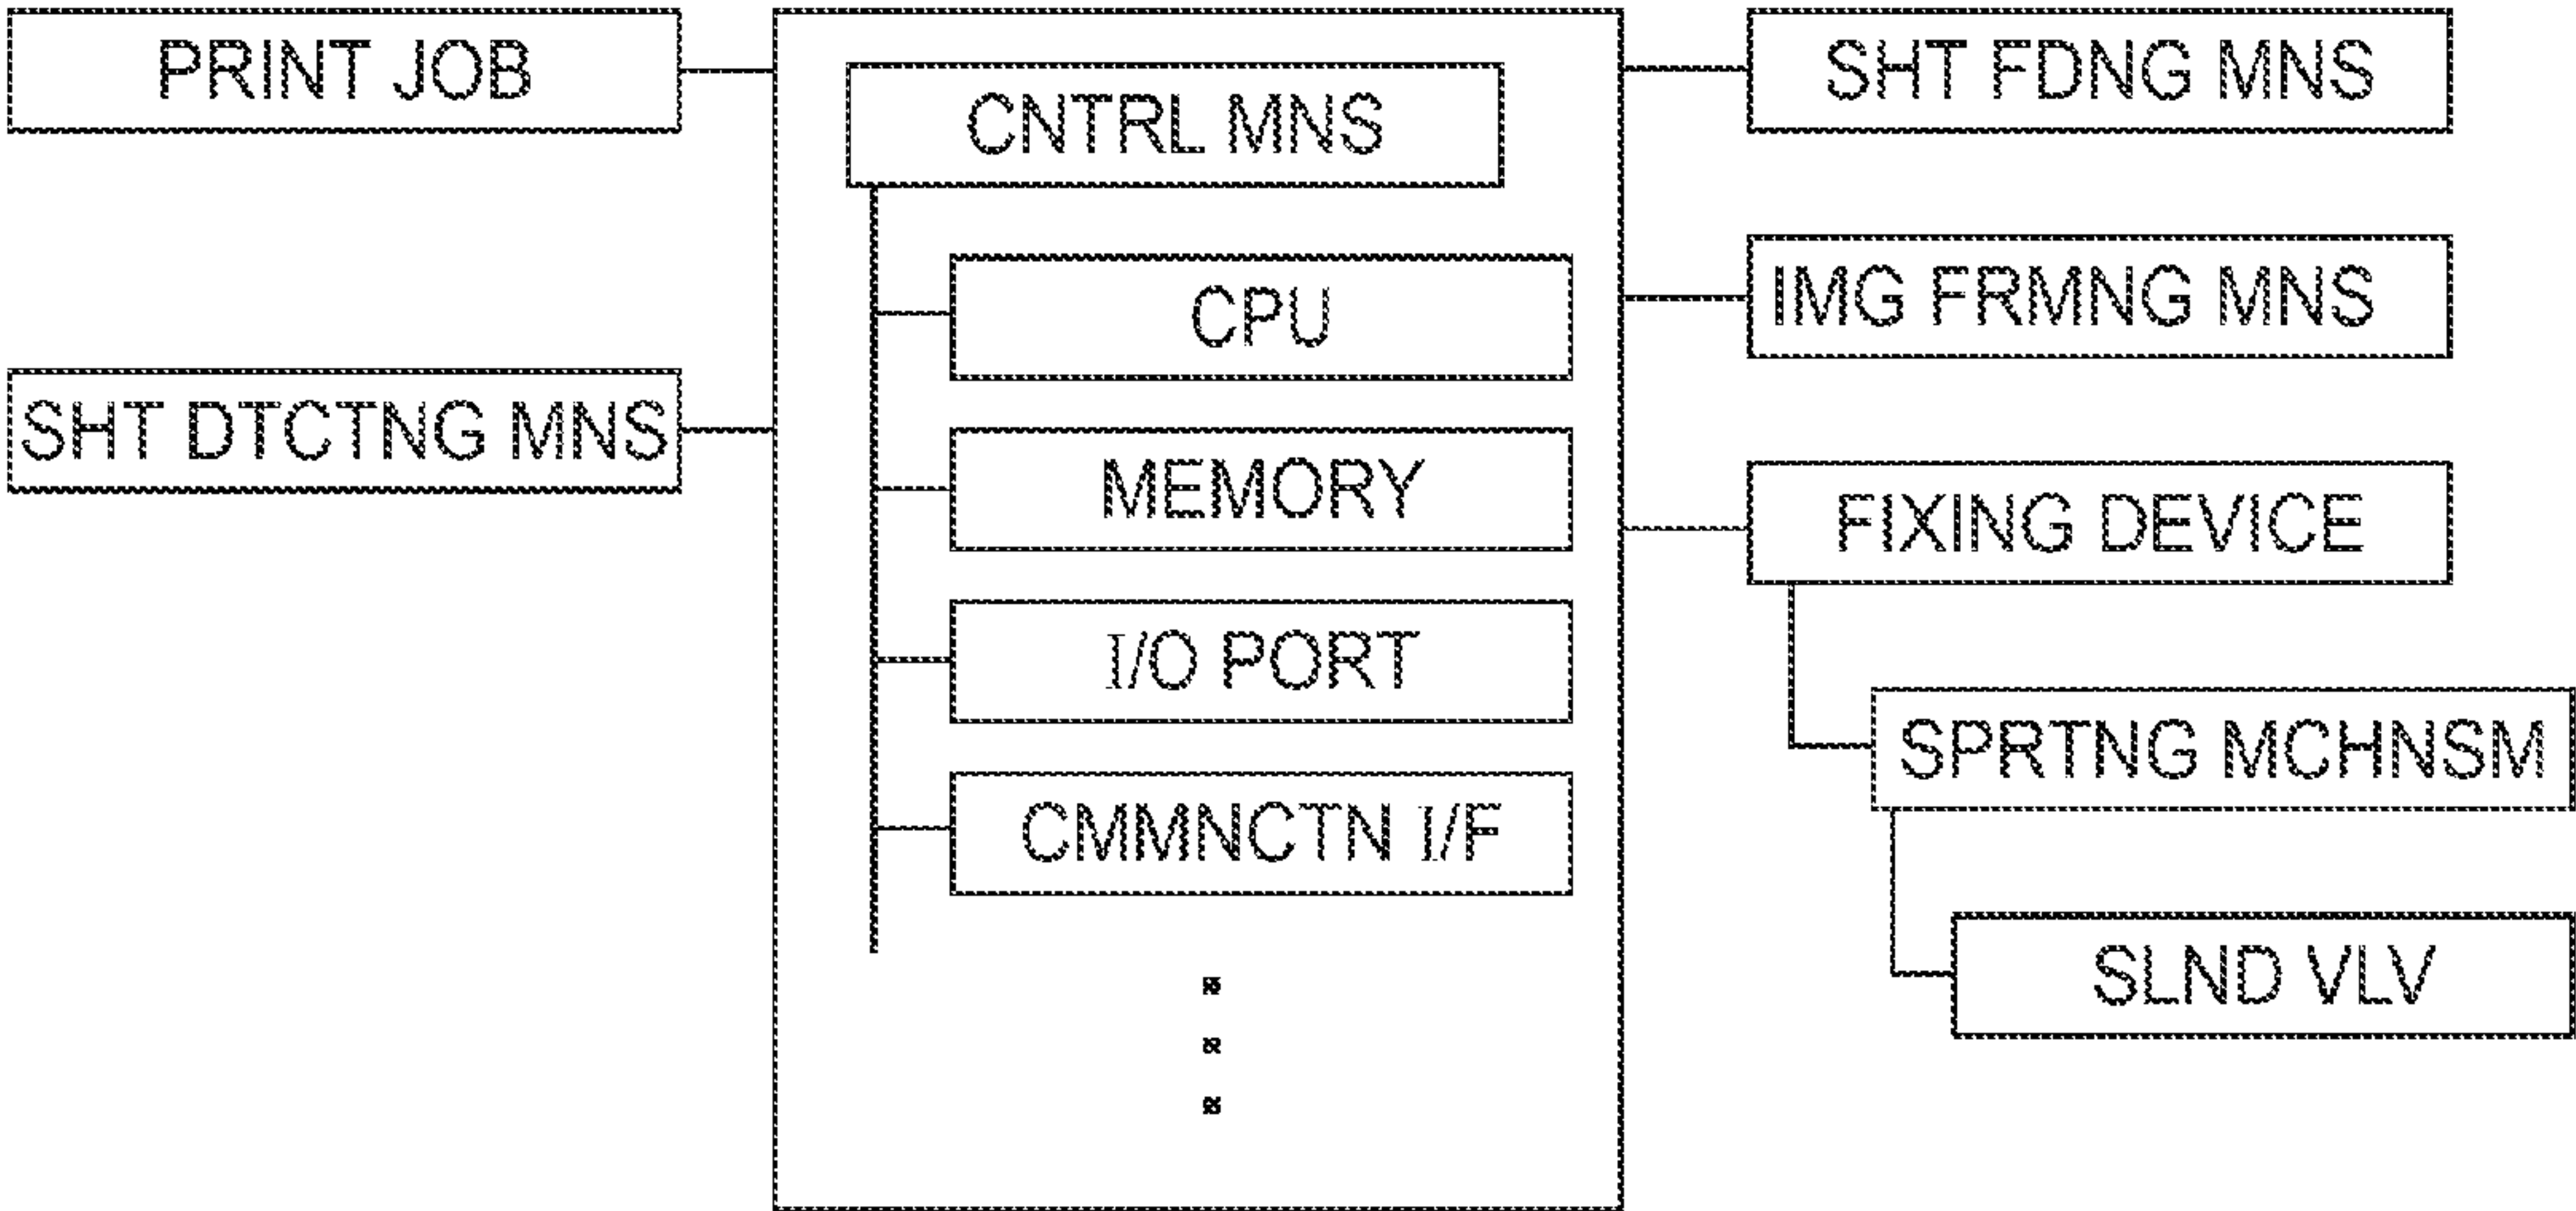 PRINT JOB
SHT DTCTNG MNS
CNTRL MNS
CPU
MEMORY
I/O PORT
CMMNCTN I/F
SHT FDNG MNS
IMG FRMNG MNS
FIXING DEVICE
SPRTNG MCHNSM
SLND VLV